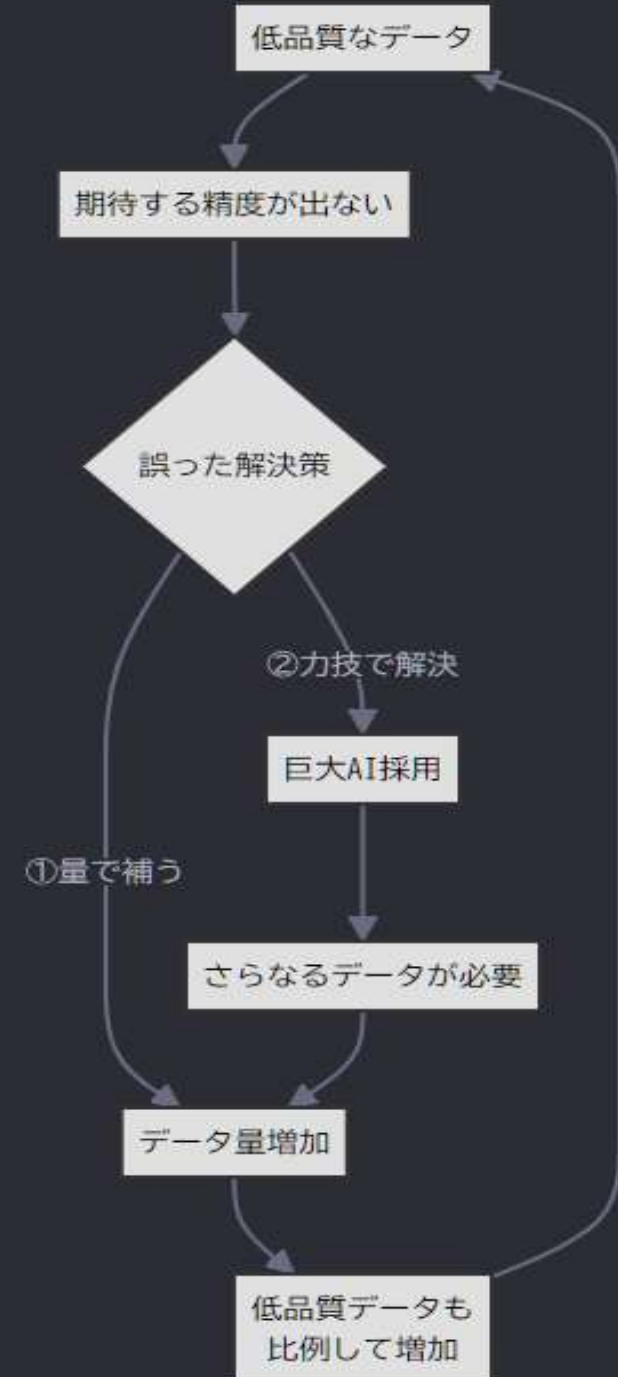 低品質なデータ
期待する精度が出ない
誤った解決策
②力技で解決
巨大AI採用
①量で補う
さらなるデータが必要
データ量増加
低品質データも
比例して増加